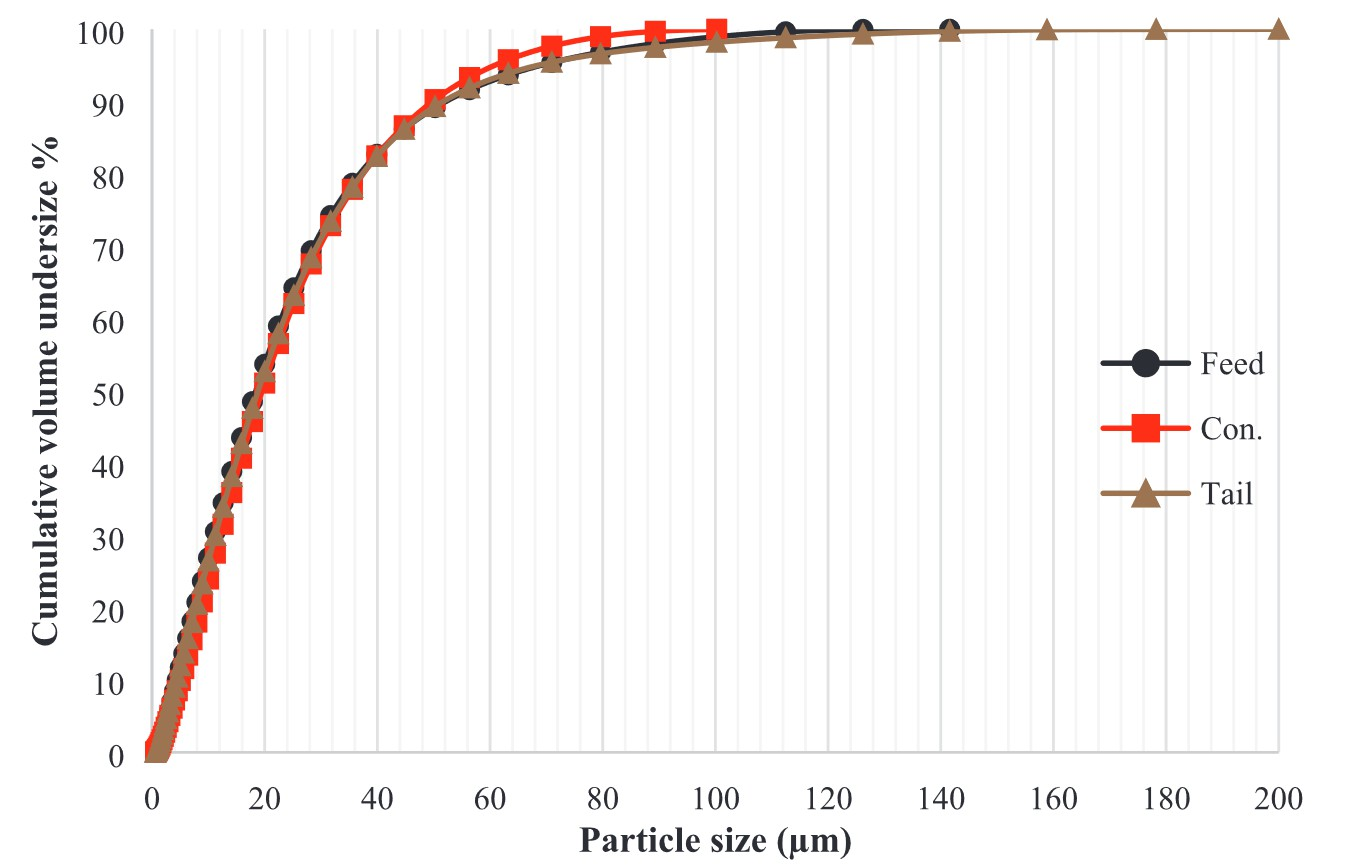 Cumulative volume undersize %
100
90
80
70
60
50
40
30
20
10
0
0 20 40 60 80 100 120 140 160 180 200
Particle size (μm)
Feed
Con.
Tail